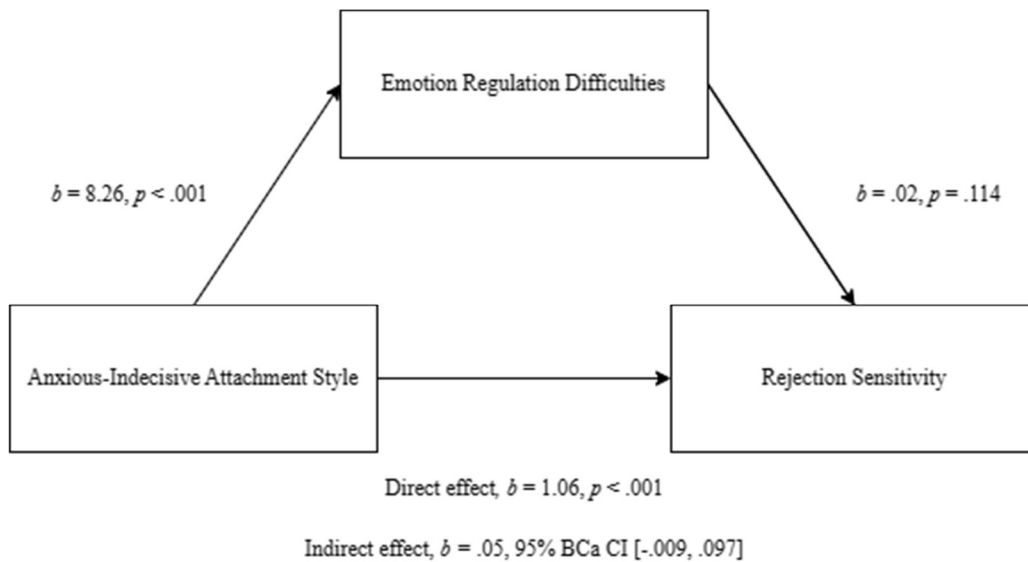 Emotion Regulation Difficulties
b = 8.26, p < .001
b = .02, p = .114
Anxious-Indecisive Attachment Style
Rejection Sensitivity
Direct effect, b = 1.06, p < .001
Indirect effect, b = .05, 95% BCa CI [-.009, .097]